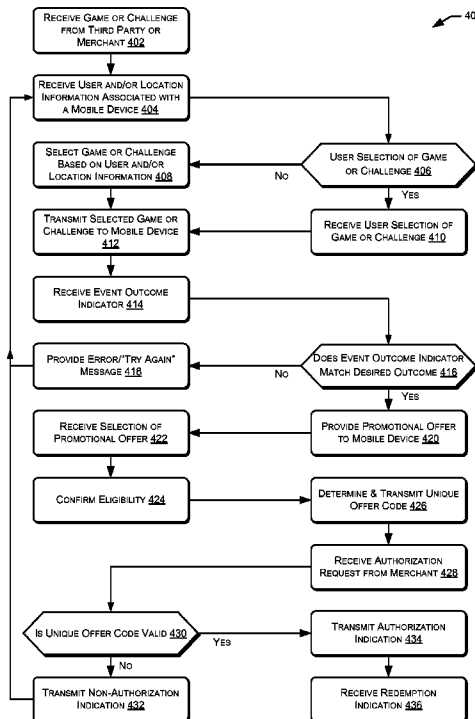 40
RECEIVE GAME OR CHALLENGE
FROM THIRD PARTY OR
MERCHANT 402
RECEIVE USER AND/OR LOCATION
INFORMATION ASSOCIATED WITH
A MOBILE DEVICE 404
USER SELECTION OF GAME
OR CHALLENGE 406
NO
YES
SELECT GAME OR CHALLENGE
BASED ON USER AND/OR
LOCATION INFORMATION 408
RECEIVE USER SELECTION OF
GAME OR CHALLENGE 410
TRANSMIT SELECTED GAME OR
CHALLENGE TO MOBILE DEVICE
412
RECEIVE EVENT OUTCOME
INDICATOR 414
DOES EVENT OUTCOME INDICATOR
MATCH DESIRED OUTCOME 416
NO
YES
PROVIDE ERROR/"TRY AGAIN"
MESSAGE 418
PROVIDE PROMOTIONAL OFFER
TO MOBILE DEVICE 420
RECEIVE SELECTION OF
PROMOTIONAL OFFER
422
CONFIRM ELIGIBILITY 424
DETERMINE & TRANSMIT UNIQUE
OFFER CODE 426
RECEIVE AUTHORIZATION
REQUEST FROM MERCHANT 428
IS UNIQUE OFFER CODE VALID 430
YES
NO
TRANSMIT AUTHORIZATION
INDICATION 434
TRANSMIT NON-AUTHORIZATION
INDICATION 432
RECEIVE REDEMPTION
INDICATION 436